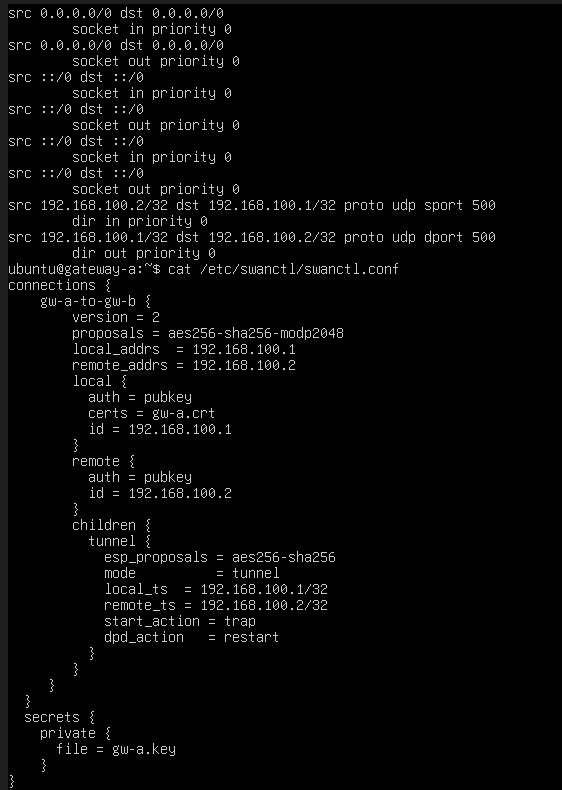 src 0.0.0.0/0 dst 0.0.0.0/0
        socket in priority 0
src 0.0.0.0/0 dst 0.0.0.0/0
        socket out priority 0
src ::/0 dst ::/0
        socket in priority 0
src ::/0 dst ::/0
        socket out priority 0
src ::/0 dst ::/0
        socket in priority 0
src ::/0 dst ::/0
        socket out priority 0
src 192.168.100.2/32 dst 192.168.100.1/32 proto udp sport 500
        dir in priority 0
src 192.168.100.1/32 dst 192.168.100.2/32 proto udp dport 500
        dir out priority 0
ubuntu@gateway-a:~$ cat /etc/swanctl/swanctl.conf
connections {
    gw-a-to-gw-b {
        version = 2
        proposals = aes256-sha256-modp2048
        local_addrs  = 192.168.100.1
        remote_addrs = 192.168.100.2
        local {
          auth = pubkey
          certs = gw-a.crt
          id = 192.168.100.1
        }
        remote {
          auth = pubkey
          id = 192.168.100.2
        }
        children {
          tunnel {
            esp_proposals = aes256-sha256
            mode          = tunnel
            local_ts  = 192.168.100.1/32
            remote_ts = 192.168.100.2/32
            start_action = trap
            dpd_action   = restart
          }
        }
     }
  }
  secrets {
    private {
      file = gw-a.key
    }
}